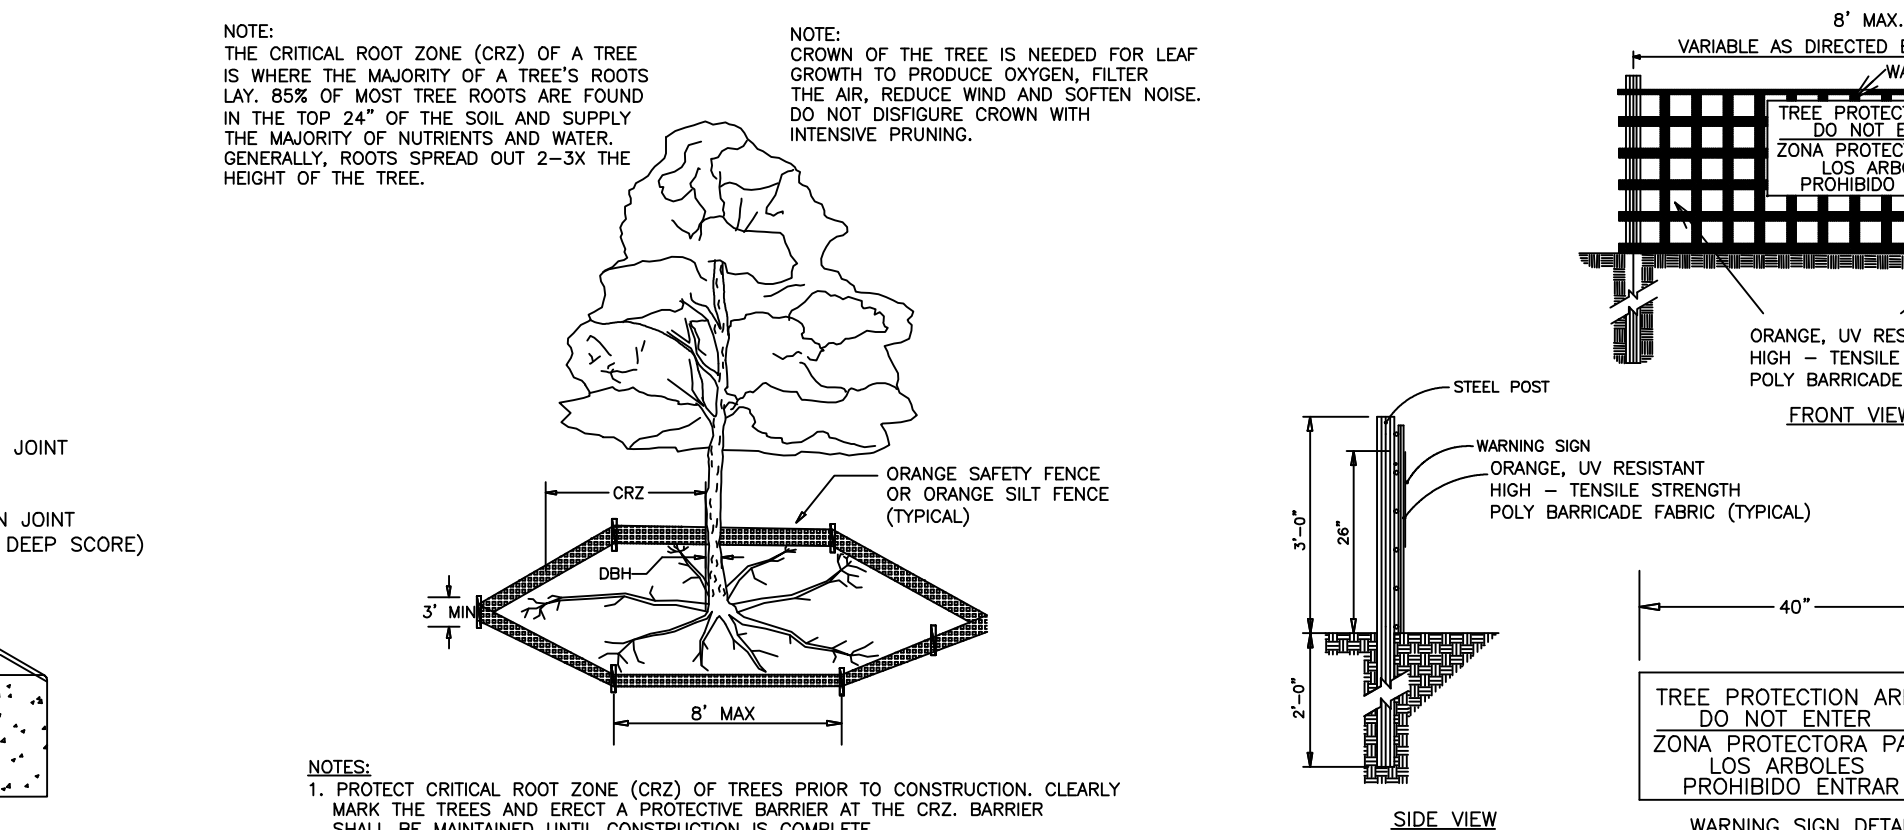 NOTE:
THE CRITICAL ROOT ZONE (CRZ) OF A TREE
IS WHERE THE MAJORITY OF A TREE'S ROOTS
LAY. 85% OF MOST TREE ROOTS ARE FOUND
IN THE TOP 24" OF THE SOIL AND SUPPLY
THE MAJORITY OF NUTRIENTS AND WATER.
GENERALLY, ROOTS SPREAD OUT 2–3X THE
HEIGHT OF THE TREE.
NOTE:
CROWN OF THE TREE IS NEEDED FOR LEAF
GROWTH TO PRODUCE OXYGEN, FILTER
THE AIR, REDUCE WIND AND SOFTEN NOISE.
DO NOT DISFIGURE CROWN WITH
INTENSIVE PRUNING.
8' MAX.
VARIABLE AS DIRECTED
TREE
DO NOT
ZONA
LOS
PROHIBIDO
ORANGE, UV
HIGH – TENSILE
POLY BARRICADE
FRONT
JOINT
JOINT
DEEP SCORE)
CRZ
ORANGE SAFETY FENCE
OR ORANGE SILT FENCE
(TYPICAL)
DBH
3' MIN
8' MAX
STEEL POST
WARNING SIGN
ORANGE, UV RESISTANT
HIGH – TENSILE STRENGTH
POLY BARRICADE FABRIC (TYPICAL)
3'–0"
26"
2'–0"
SIDE VIEW
40"
TREE PROTECTION
DO NOT ENTER
ZONA PROTECTORA
LOS ARBOLES
PROHIBIDO ENTRAR
WARNING SIGN
NOTES:
1. PROTECT CRITICAL ROOT ZONE (CRZ) OF TREES PRIOR TO CONSTRUCTION. CLEARLY
MARK THE TREES AND ERECT A PROTECTIVE BARRIER AT THE CRZ. BARRIER
SHALL BE MAINTAINED UNTIL CONSTRUCTION IS COMPLETE